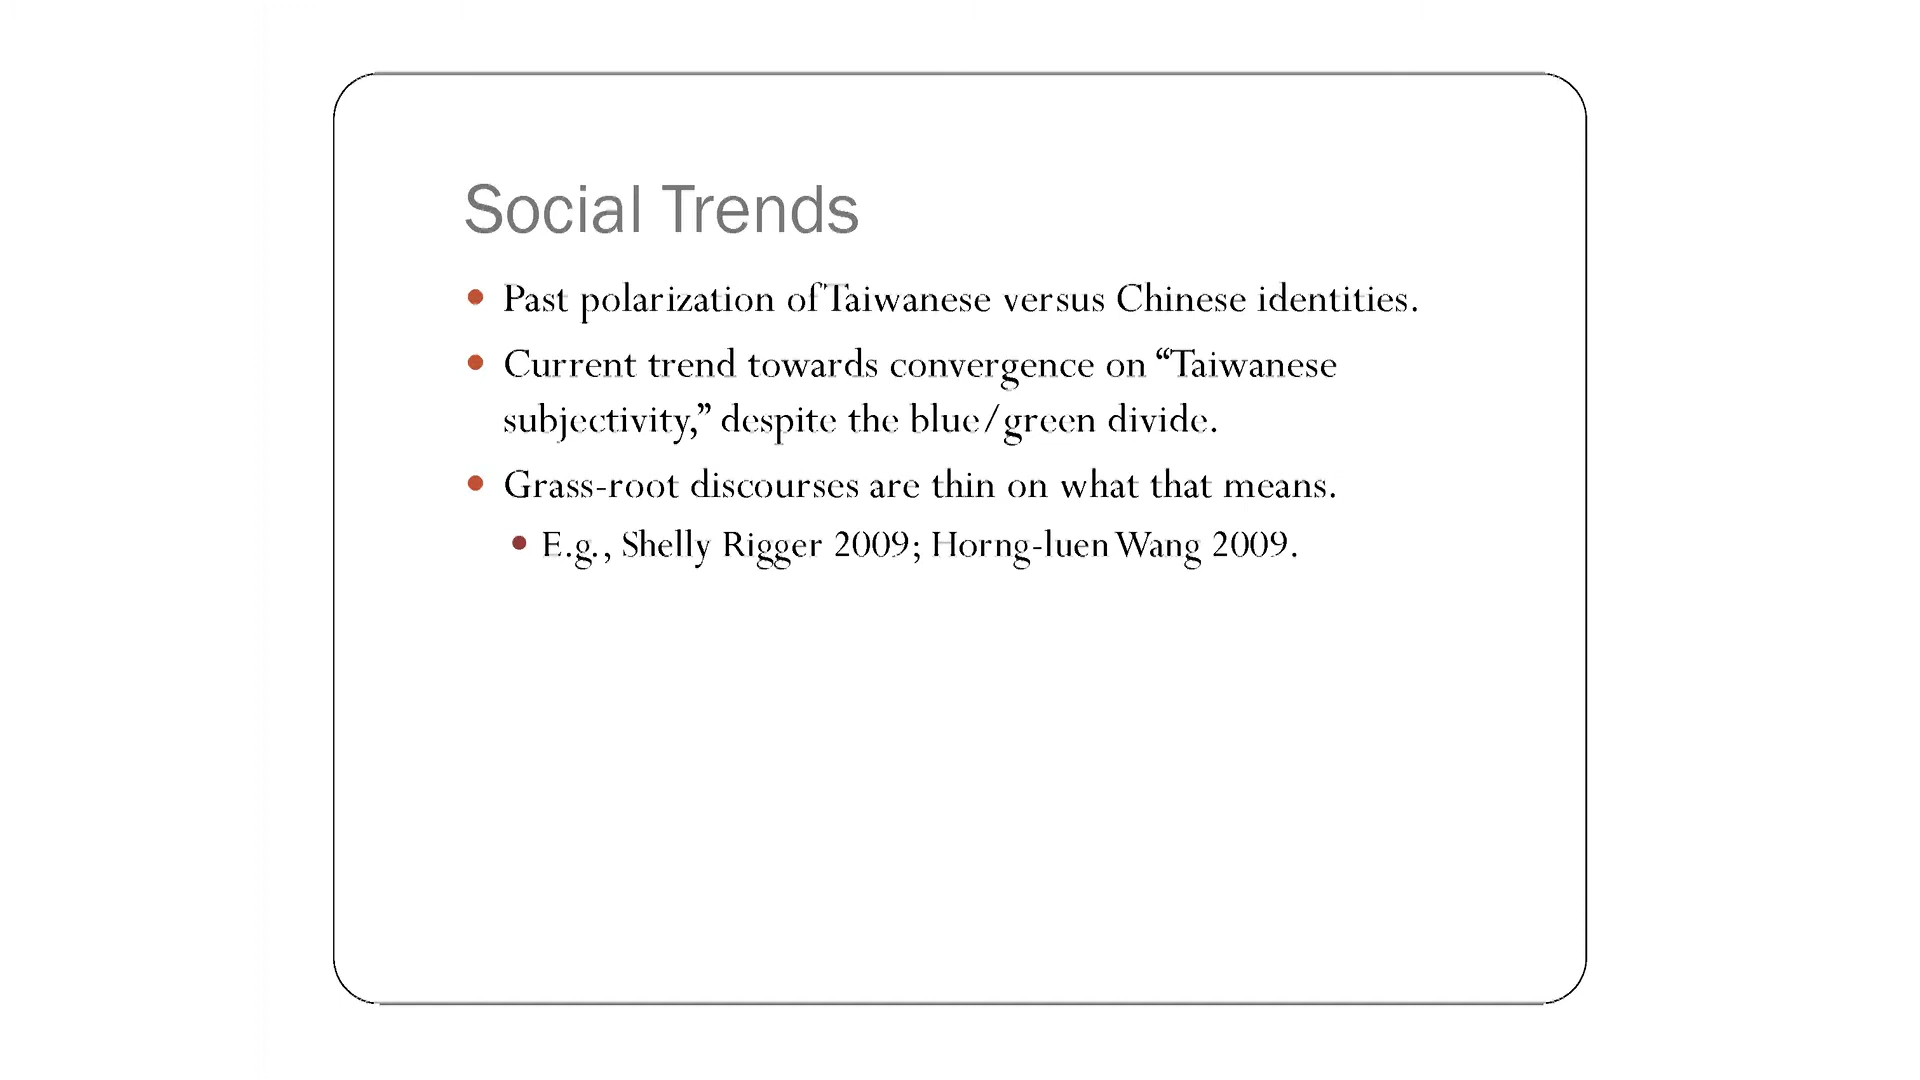 Social Trends
Past polarization of Taiwanese versus Chinese identities.
Current trend towards convergence on “Taiwanese
subjectivity,” despite the blue/green divide.
Grass-root discourses are thin on what that means.
E.g., Shelly Rigger 2009; Horng-luen Wang 2009.